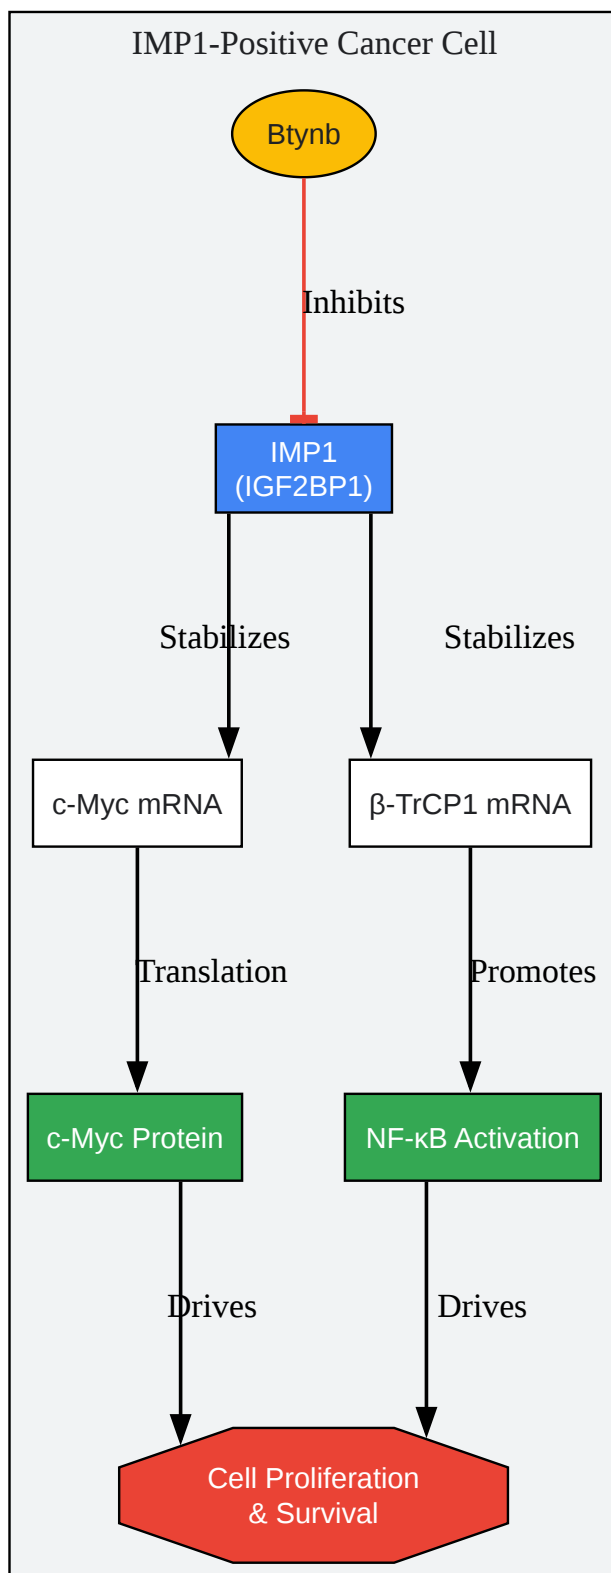 IMP1-Positive Cancer Cell
Btynb
Inhibits
IMP1
(IGF2BP1)
Stabilizes
Stabilizes
c-Myc mRNA
β-TrCP1 mRNA
Translation
Promotes
c-Myc Protein
NF-κB Activation
Drives
Drives
Cell Proliferation
& Survival